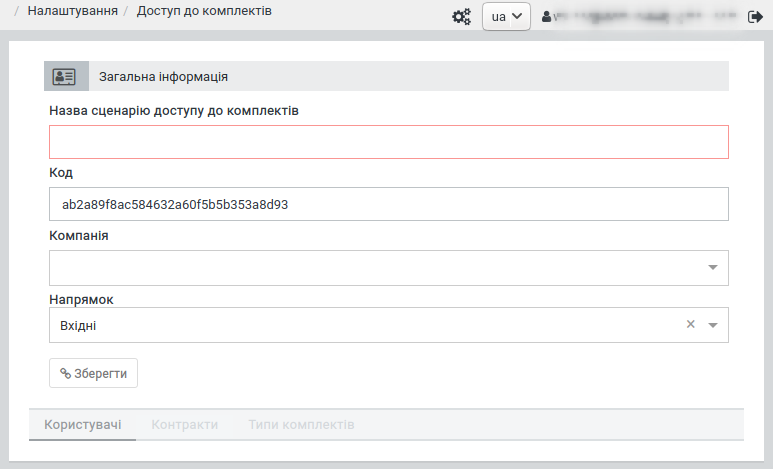 / Налаштування / Доступ до комплектів
ua
Загальна інформація
Назва сценарію доступу до комплектів
Код
ab2a89f8ac584632a60f5b5b353a8d93
Компанія
Напрямок
Вхідні
Зберегти
Користувачі Контракти Типи комплектів